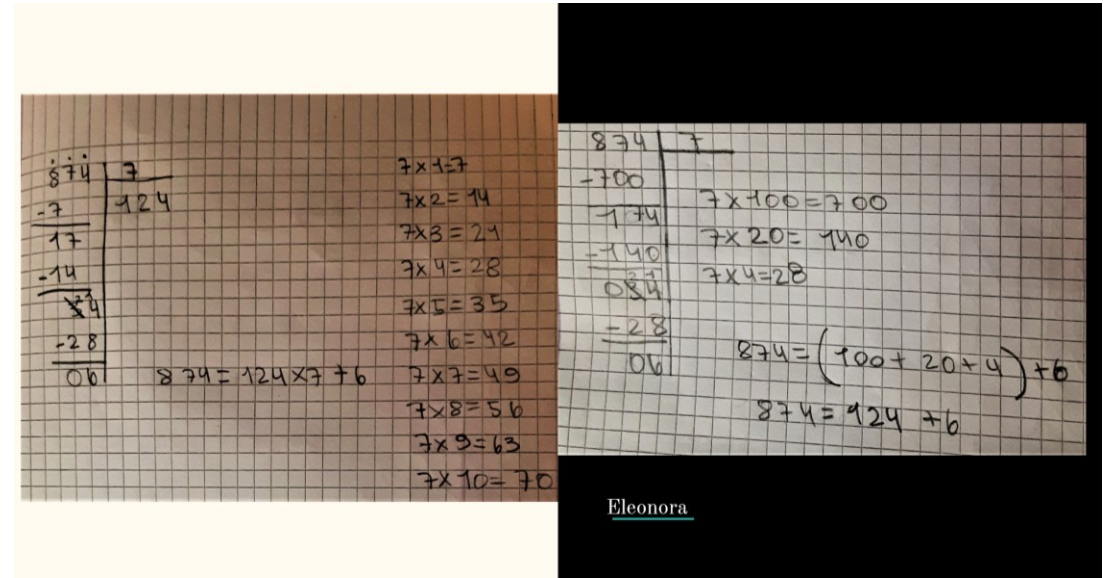 874 7
-7 124
17
-14
34
-28
06 874 = 124 x 7 + 6
7x1=7
7x2=14
7x3=21
7x4=28
7x5=35
7x6=42
7x7=49
7x8=56
7x9=63
7x10=70
874 7
-700
174
-140
034
-28
06
7x100=700
7x20=140
7x4=28
874=(100+20+4)+6
874=124+6
Eleonora